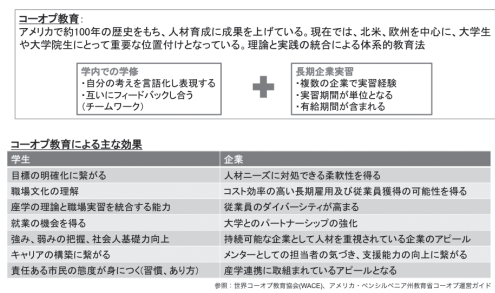 コーオプ教育：
アメリカで約100年の歴史をもち、人材育成に成果を上げている。現在では、北米、欧州を中心に、大学生
や大学院生にとって重要な位置付けとなっている。理論と実践の統合による体系的教育法
学内での学修
・自分の考えを言語化し表現する
・互いにフィードバックし合う
（チームワーク）
長期企業実習
・複数の企業で実習経験
・実習期間が単位となる
・有給期間が含まれる
コーオプ教育による主な効果
学生 企業
目標の明確化に繋がる 人材ニーズに対処できる柔軟性を得る
職場文化の理解 コスト効率の高い長期雇用及び従業員獲得の可能性を得る
座学の理論と職場実習を統合する能力 従業員のダイバーシティが高まる
就業の機会を得る 大学とのパートナーシップの強化
強み、弱みの把握、社会人基礎力向上 持続可能な企業として人材を重視されている企業のアピール
キャリアの構築に繋がる メンターとしての担当者の気づき、支援能力の向上に繋がる
責任ある市民の態度が身につく(習慣、あり方) 産学連携に取組まれているアピールとなる
参照：世界コーオプ教育協会(WACE)、アメリカ・ペンシルベニア州教育省コーオプ運営ガイド